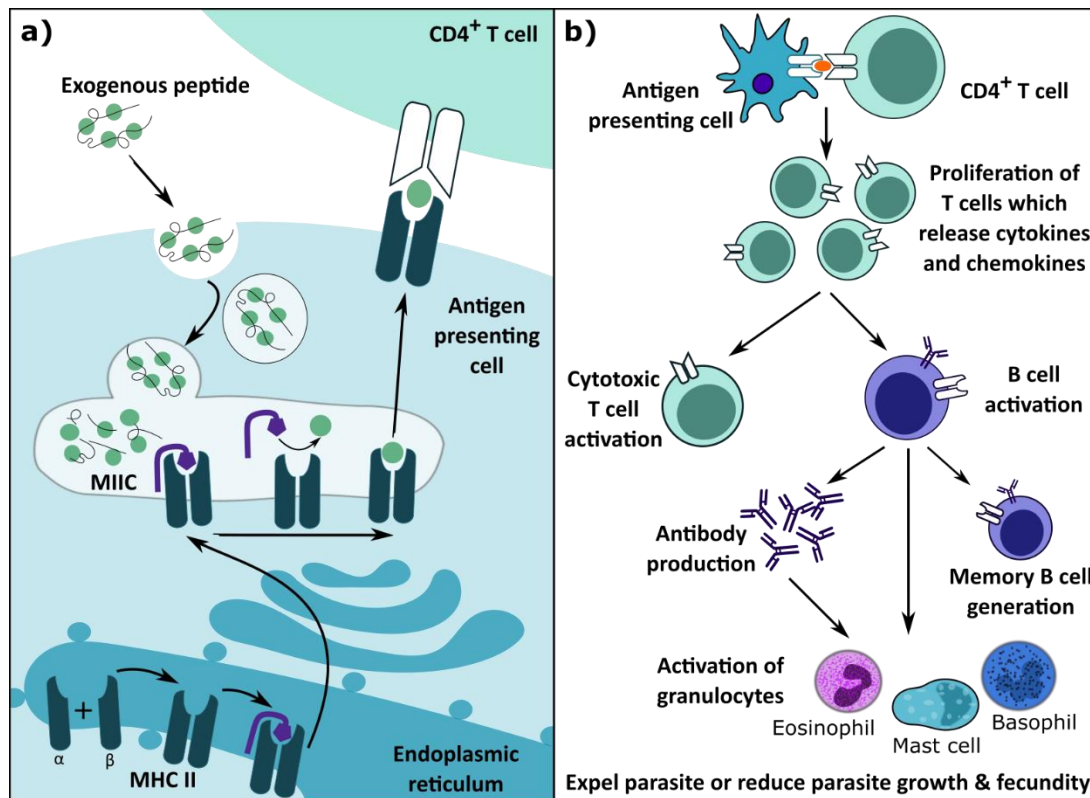 a)
CD4+ T cell
Exogenous peptide
Antigen
presenting
cell
MIIC
α
+
β
MHC II
Endoplasmic
reticulum
b)
Antigen
presenting cell
CD4+ T cell
Proliferation of
T cells which
release cytokines
and chemokines
Cytotoxic
T cell
activation
B cell
activation
Antibody
production
Memory B cell
generation
Activation of
granulocytes
Eosinophil
Mast cell
Basophil
Expel parasite or reduce parasite growth & fecundity